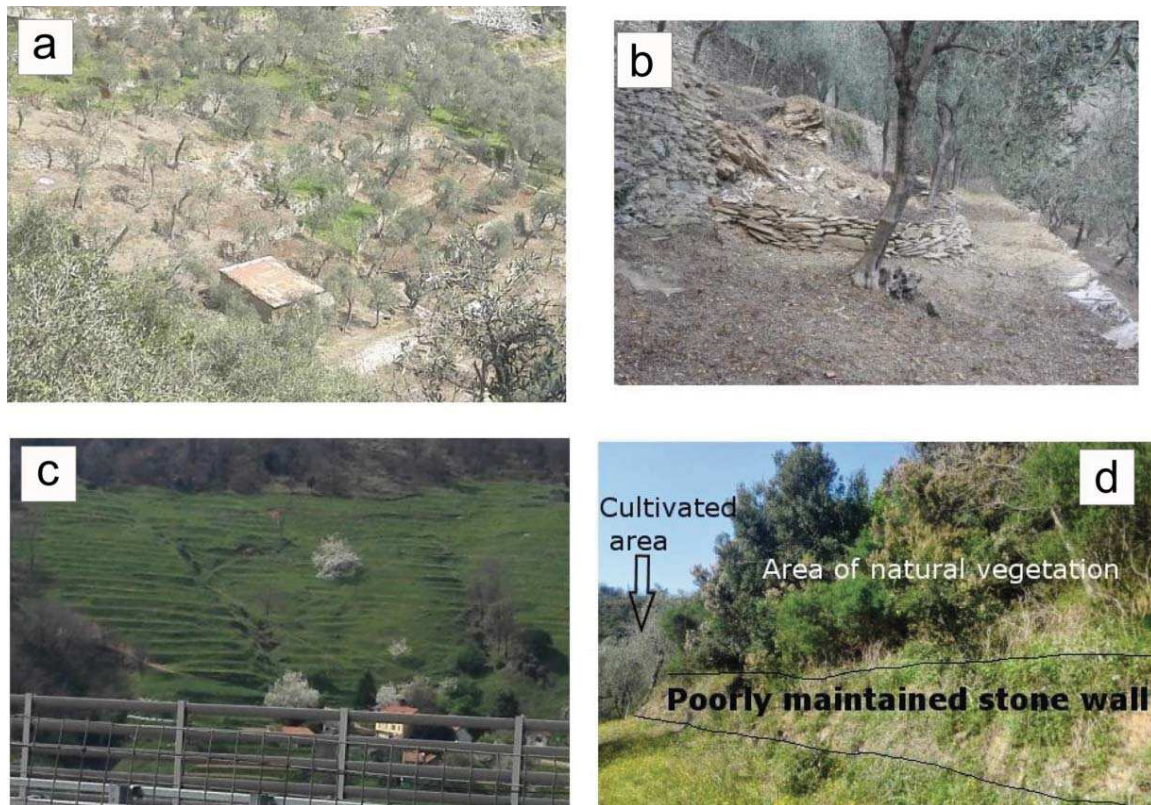 a
b
c
d
Cultivated
area
Area of natural vegetation
Poorly maintained stone wall